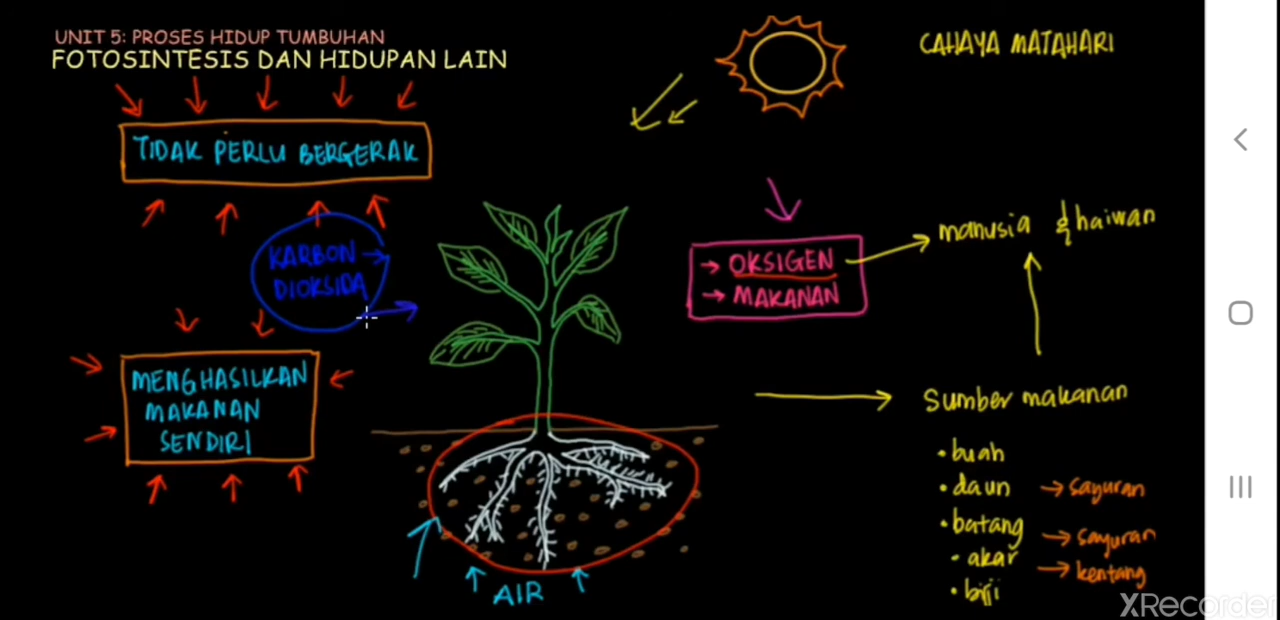 UNIT 5: PROSES HIDUP TUMBUHAN
FOTOSINTESIS DAN HIDUPAN LAIN
CAHAYA MATAHARI
TIDAK PERLU BERGERAK
KARBON
DIOKSIDA
→ OKSIGEN
→ MAKANAN
manusia & haiwan
MENGHASILKAN
MAKANAN
SENDIRI
Sumber makanan
• buah
• daun → sayuran
• batang → sayuran
• akar → kentang
• biji
AIR
XRecorder